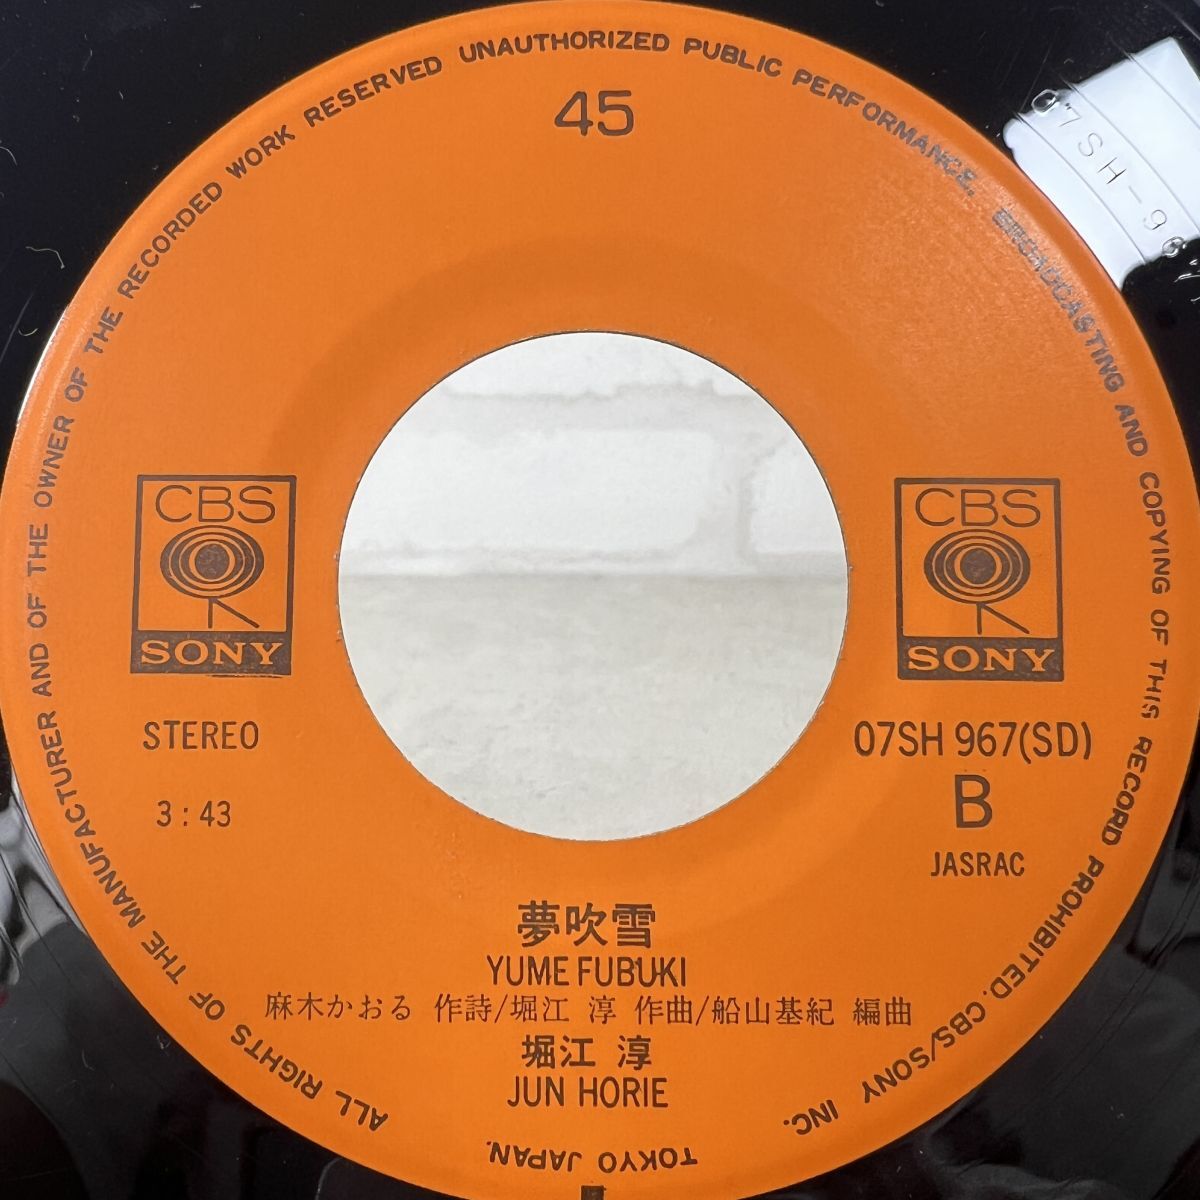 ALL RIGHTS OF THE MANUFACTURER AND OF THE OWNER OF THE RECORDED WORK RESERVED UNAUTHORIZED PUBLIC PERFORMANCE, BROADCASTING AND COPYING OF THIS RECORD PROHIBITED. CBS/SONY INC.
TOKYO JAPAN.
45
CBS
SONY
CBS
SONY
STEREO
3:43
07SH 967(SD)
B
JASRAC
夢吹雪
YUME FUBUKI
麻木かおる 作詩/堀江 淳 作曲/船山基紀 編曲
堀江 淳
JUN HORIE